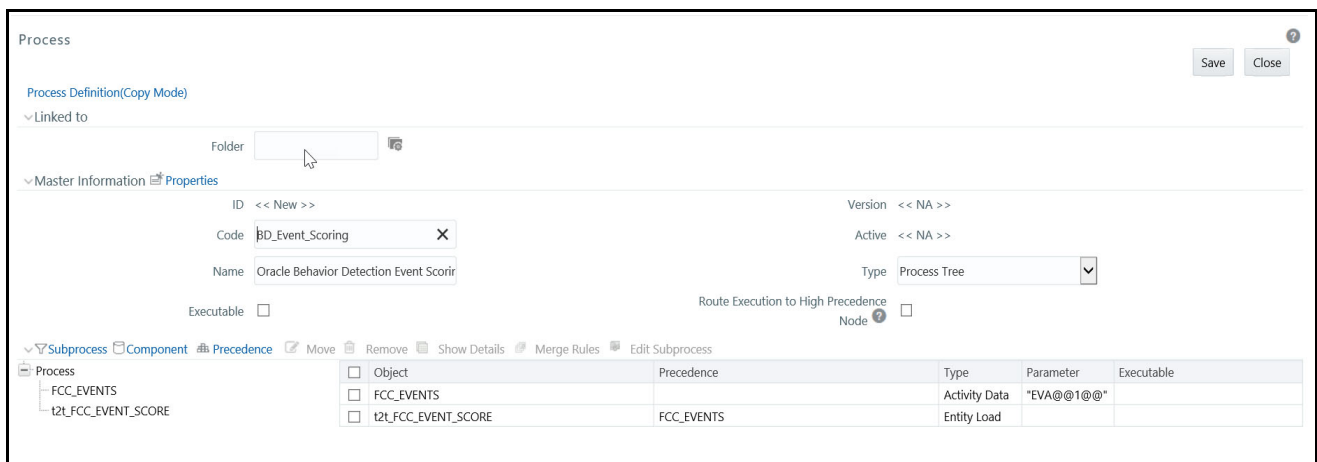 Process
Save Close
Process Definition(Copy Mode)
Linked to
Folder
Master Information Properties
ID << New >> Version << NA >>
Code BD_Event_Scoring Active << NA >>
Name Oracle Behavior Detection Event Scorin Type Process Tree
Executable Route Execution to High Precedence
Node
Subprocess Component Precedence Move Remove Show Details Merge Rules Edit Subprocess
Process Object Precedence Type Parameter Executable
FCC_EVENTS FCC_EVENTS Activity Data "EVA@@1@@"
t2t_FCC_EVENT_SCORE t2t_FCC_EVENT_SCORE FCC_EVENTS Entity Load